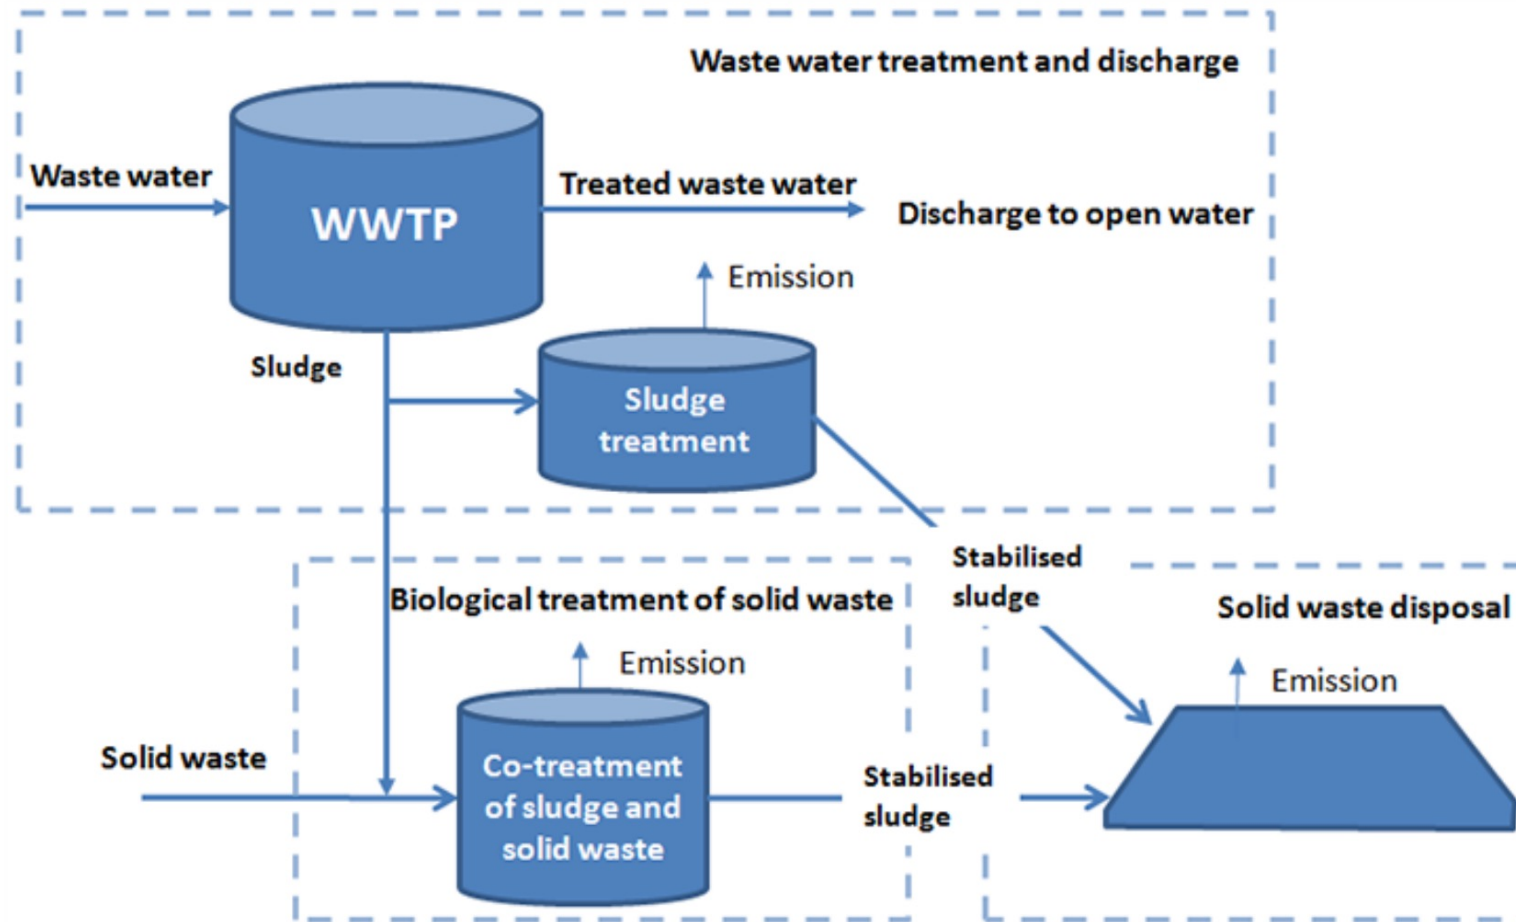 Waste water treatment and discharge
Waste water
WWTP
Treated waste water
Discharge to open water
Emission
Sludge
Sludge
treatment
Stabilised
sludge
Biological treatment of solid waste
Solid waste disposal
Emission
Emission
Solid waste
Co-treatment
of sludge and
solid waste
Stabilised
sludge